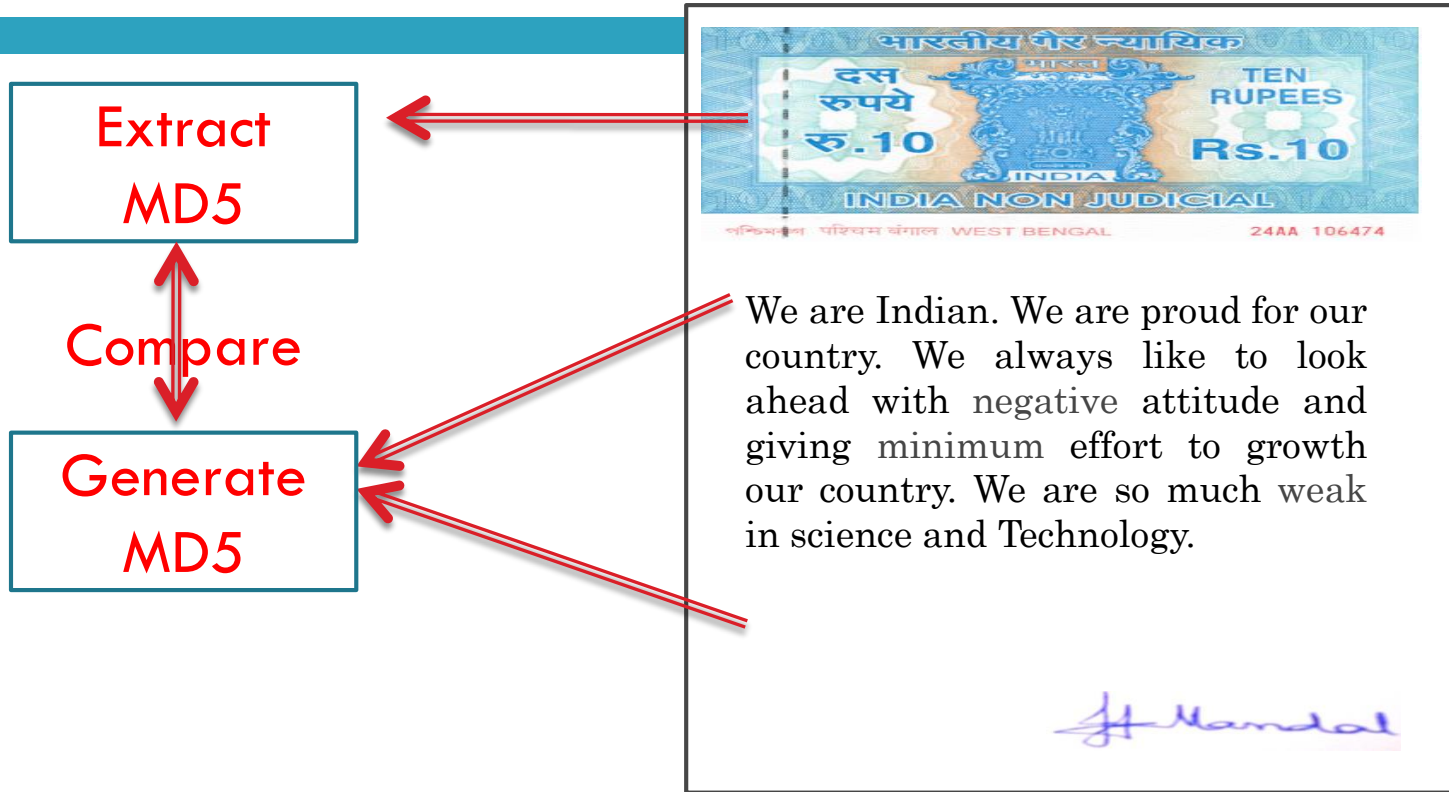 Extract
MD5
Compare
Generate
MD5
भारतीय गैर न्यायिक
भारत
दस
रुपये
रु.10
TEN
RUPEES
Rs.10
INDIA
INDIA NON JUDICIAL
पश्चिम बंगाल WEST BENGAL
24AA 106474
We are Indian. We are proud for our
country. We always like to look
ahead with negative attitude and
giving minimum effort to growth
our country. We are so much weak
in science and Technology.
Mandal